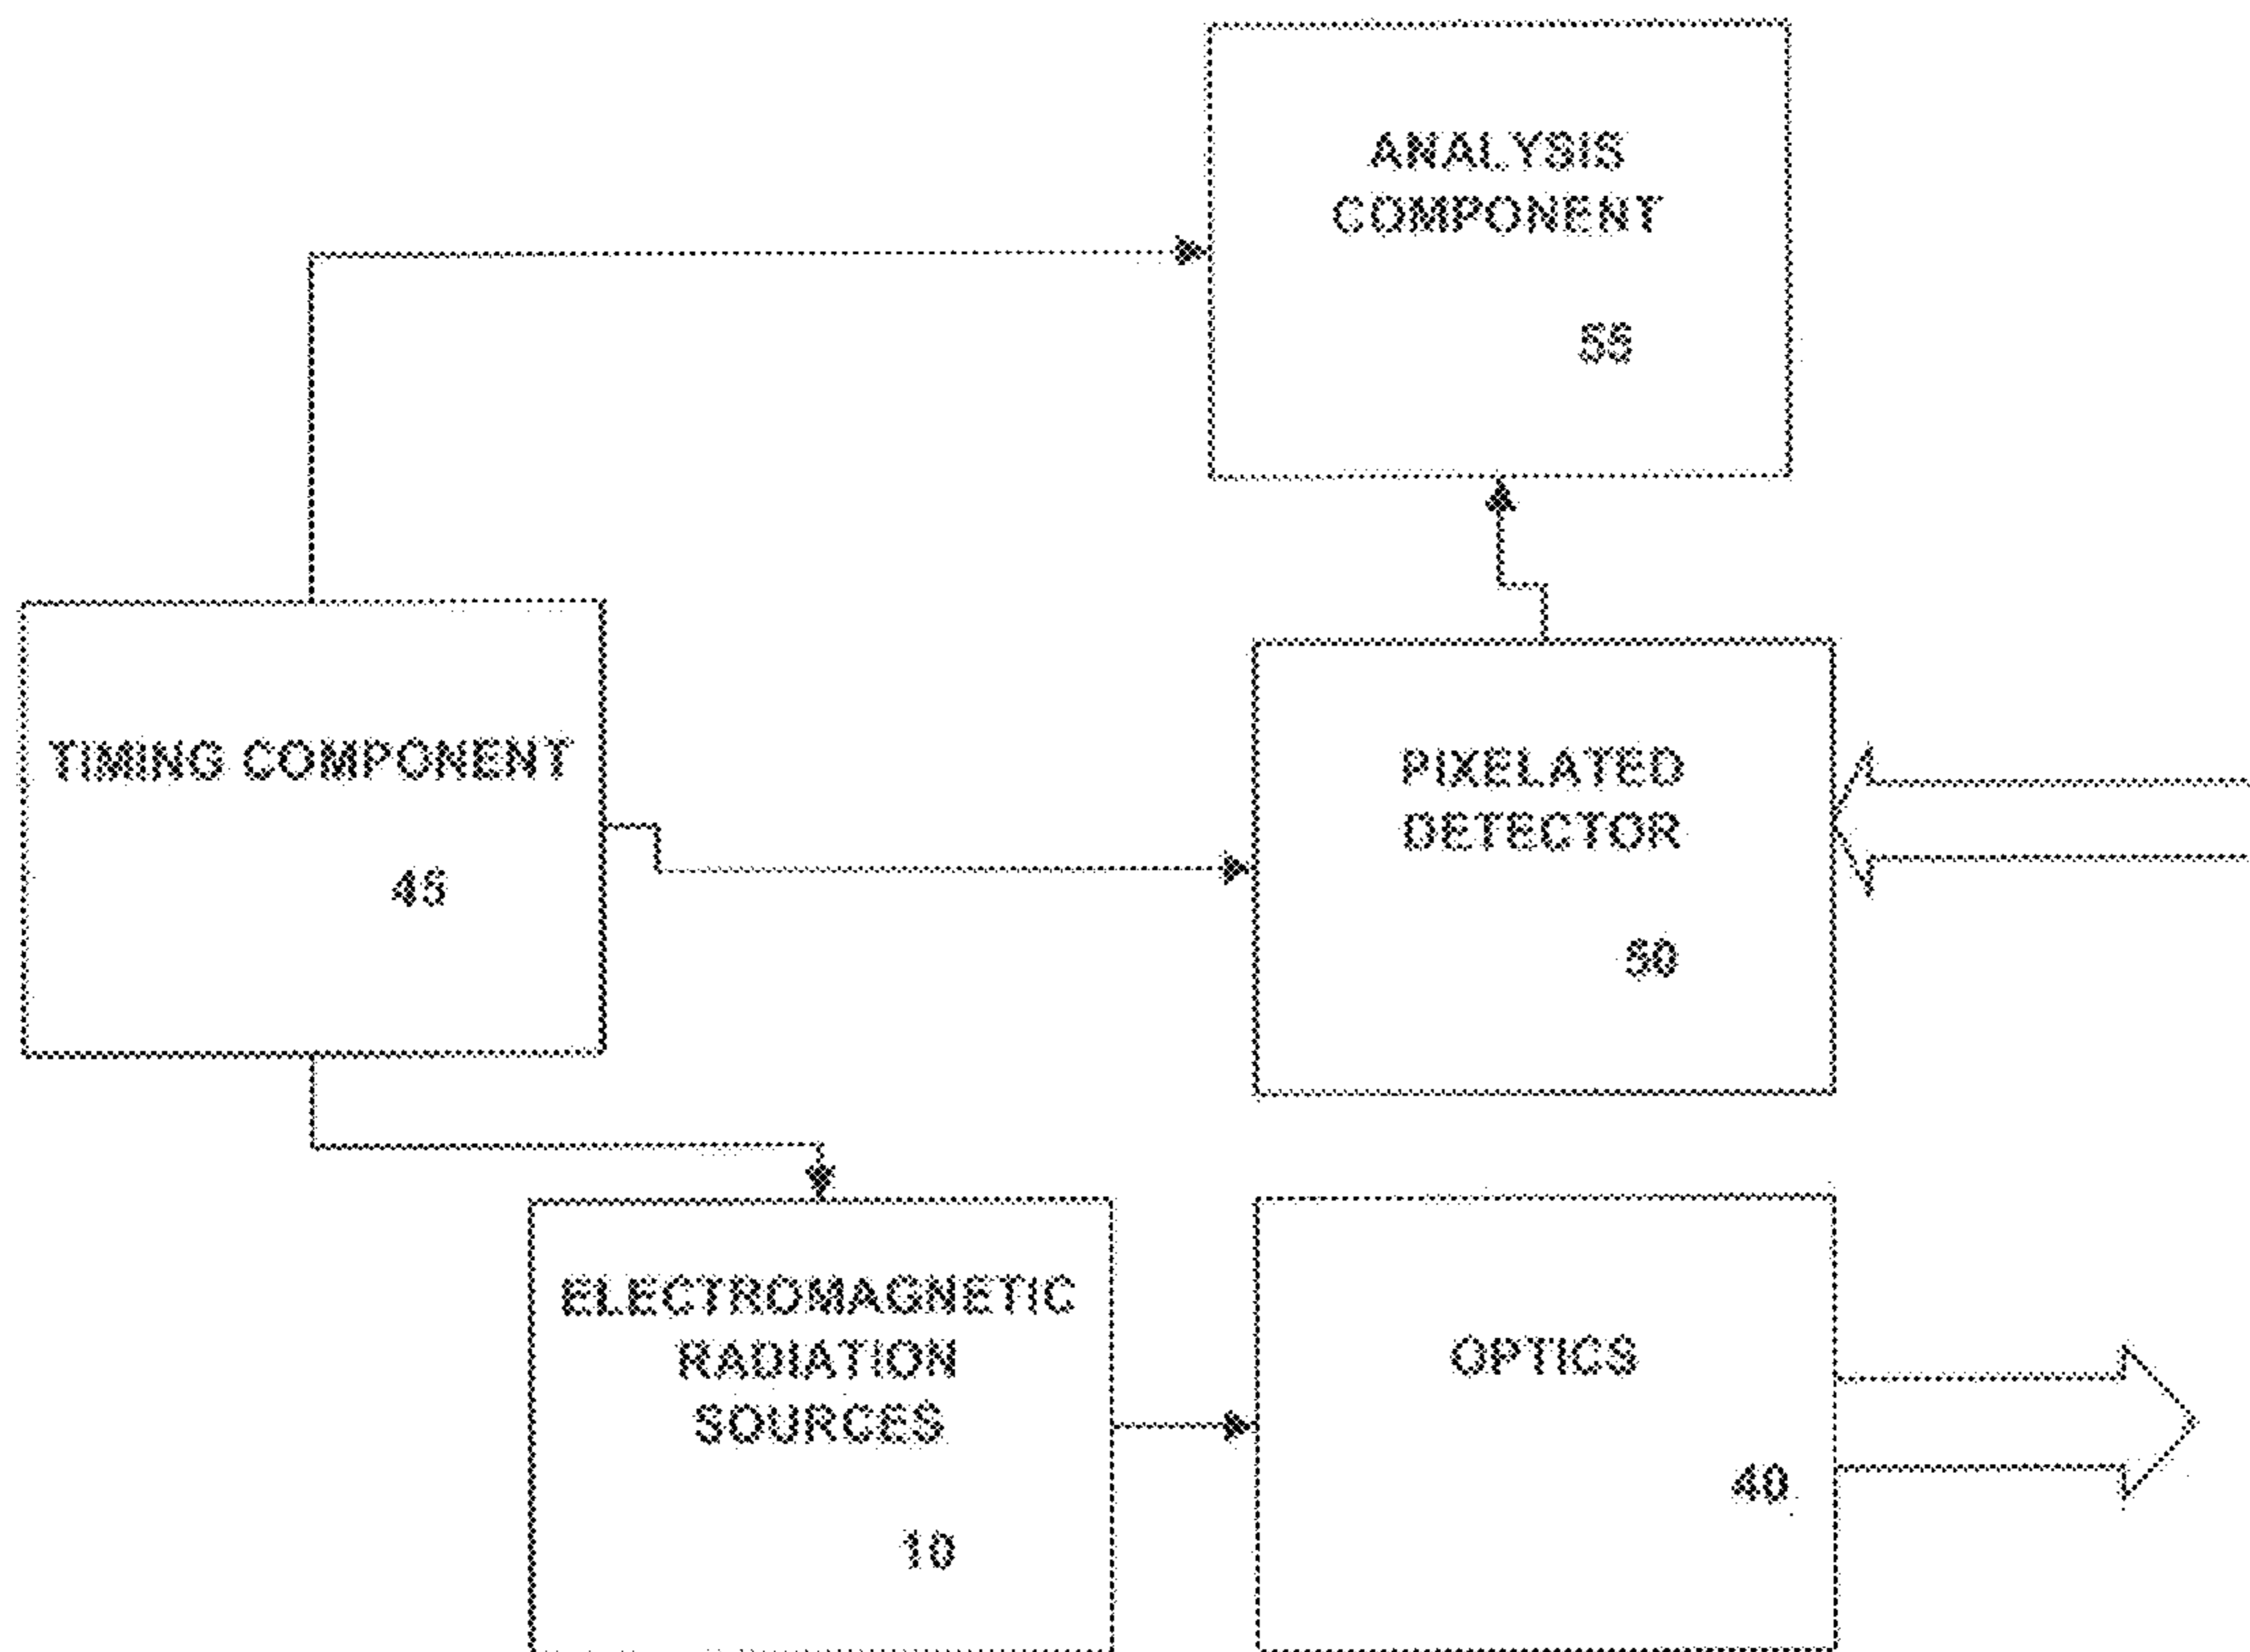 ANALYSIS
COMPONENT
55
TIMING COMPONENT
45
PIXELATED
DETECTOR
50
ELECTROMAGNETIC
RADIATION
SOURCES
10
OPTICS
40